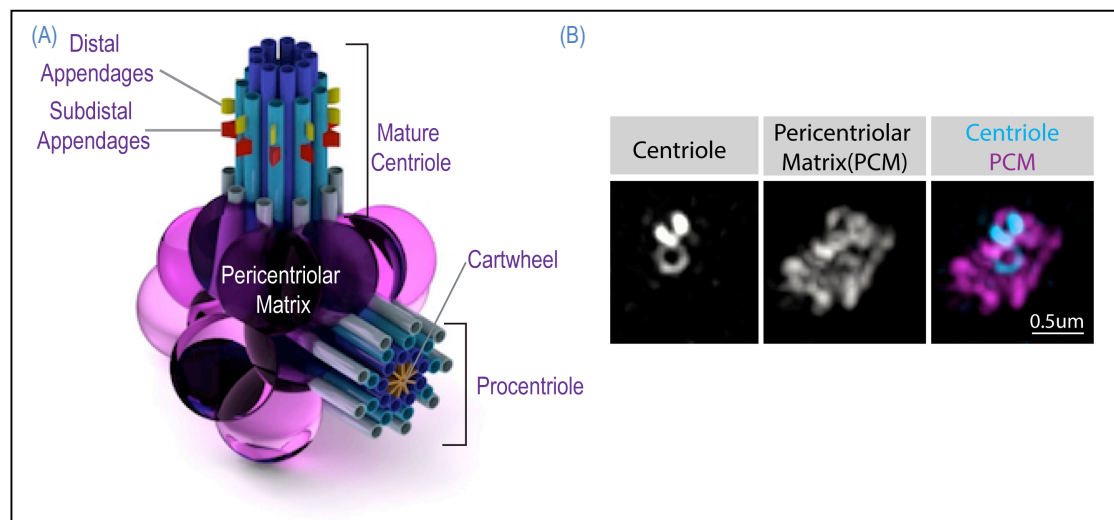 (A)
Distal
Appendages
Subdistal
Appendages
Mature
Centriole
Pericentriolar
Matrix
Cartwheel
Procentriole
(B)
Centriole
Pericentriolar
Matrix(PCM)
Centriole
PCM
0.5um